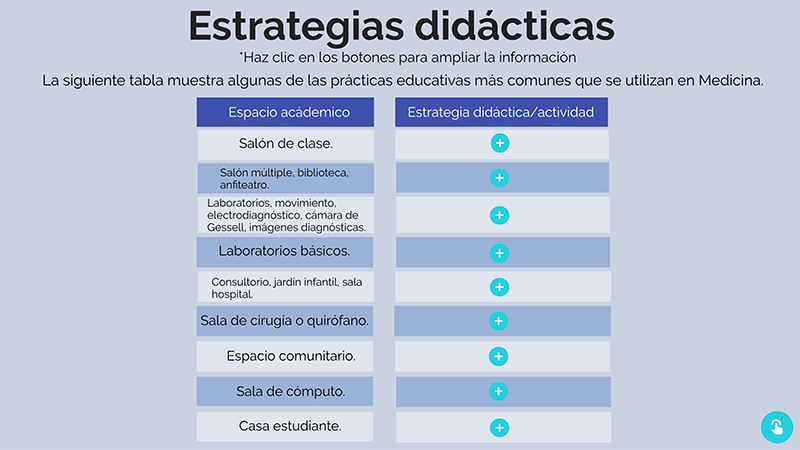 Estrategias didácticas
*Haz clic en los botones para ampliar la información
La siguiente tabla muestra algunas de las prácticas educativas más comunes que se utilizan en Medicina.
Espacio acádemico
Estrategia didáctica/actividad
Salón de clase.
Salón múltiple, biblioteca,
anfiteatro.
Laboratorios, movimiento,
electrodiagnóstico, cámara de
Gessell, imágenes diagnósticas.
Laboratorios básicos.
Consultorio, jardín infantil, sala
hospital.
Sala de cirugía o quirófano.
Espacio comunitario.
Sala de cómputo.
Casa estudiante.